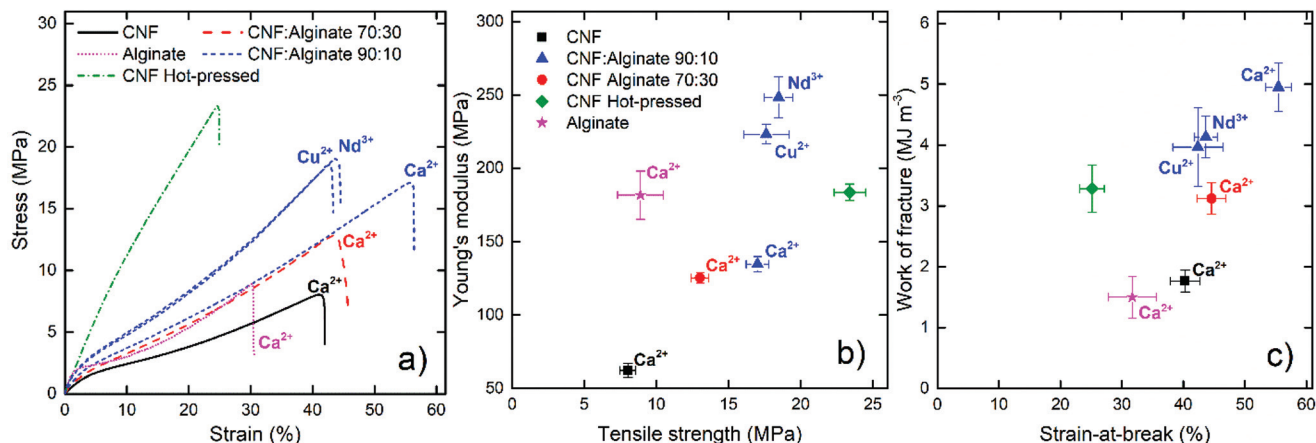 30
25
20
15
10
5
0
Stress (MPa)
CNF
CNF:Alginate 70:30
Alginate
CNF:Alginate 90:10
CNF Hot-pressed
Cu²⁺
Nd³⁺
Ca²⁺
Ca²⁺
Ca²⁺
Ca²⁺
a)
0 10 20 30 40 50 60
Strain (%)
300
250
200
150
100
50
Young's modulus (MPa)
CNF
CNF:Alginate 90:10
CNF Alginate 70:30
CNF Hot-pressed
Alginate
Nd³⁺
Cu²⁺
Ca²⁺
Ca²⁺
Ca²⁺
Ca²⁺
b)
0 5 10 15 20 25
Tensile strength (MPa)
6
5
4
3
2
1
0
Work of fracture (MJ m⁻³)
Ca²⁺
Nd³⁺
Cu²⁺
Ca²⁺
Ca²⁺
Ca²⁺
c)
0 10 20 30 40 50 60
Strain-at-break (%)